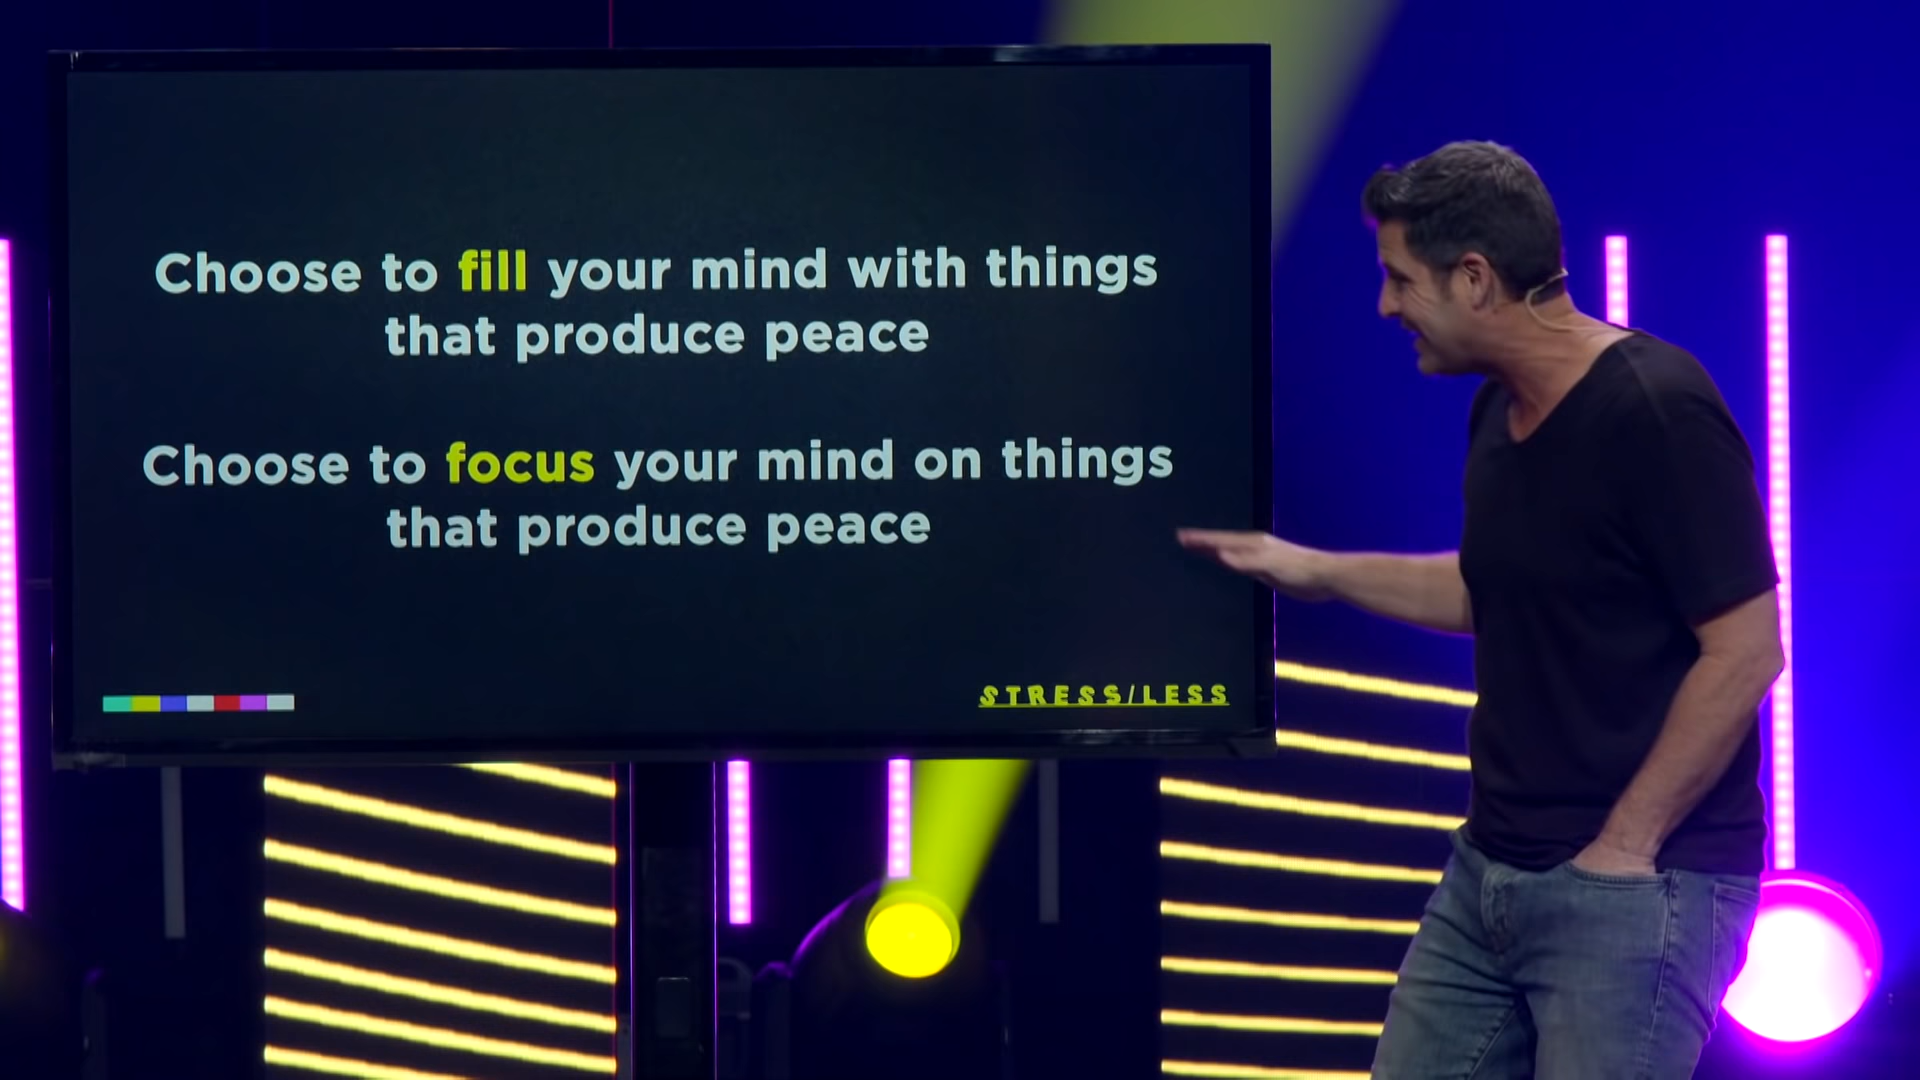 Choose to fill your mind with things
that produce peace
Choose to focus your mind on things
that produce peace
STRESS/LESS